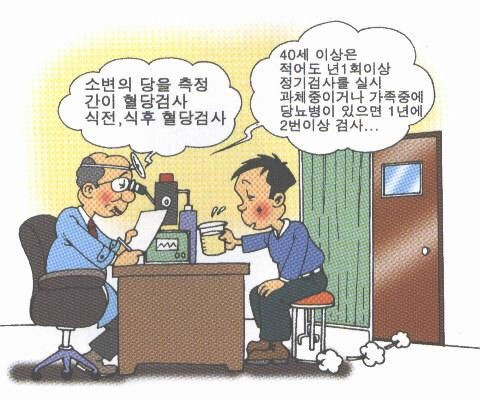 소변의 당을 측정
간이 혈당검사
식전,식후 혈당검사
40세 이상은
적어도 년1회이상
정기검사를 실시
과체중이거나 가족중에
당뇨병이 있으면 1년에
2번이상 검사...